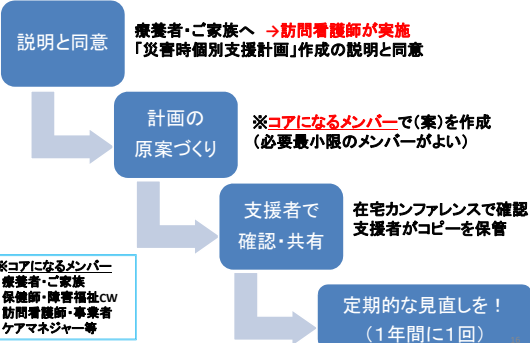 説明と同意
療養者・ご家族へ →訪問看護師が実施
「災害時個別支援計画」作成の説明と同意
計画の
原案づくり
※コアになるメンバーで(案)を作成
(必要最小限のメンバーがよい)
支援者で
確認・共有
在宅カンファレンスで確認
支援者がコピーを保管
※コアになるメンバー
療養者・ご家族
保健師・障害福祉CW
訪問看護師・事業者
ケアマネジャー等
定期的な見直しを!
(1年間に1回)